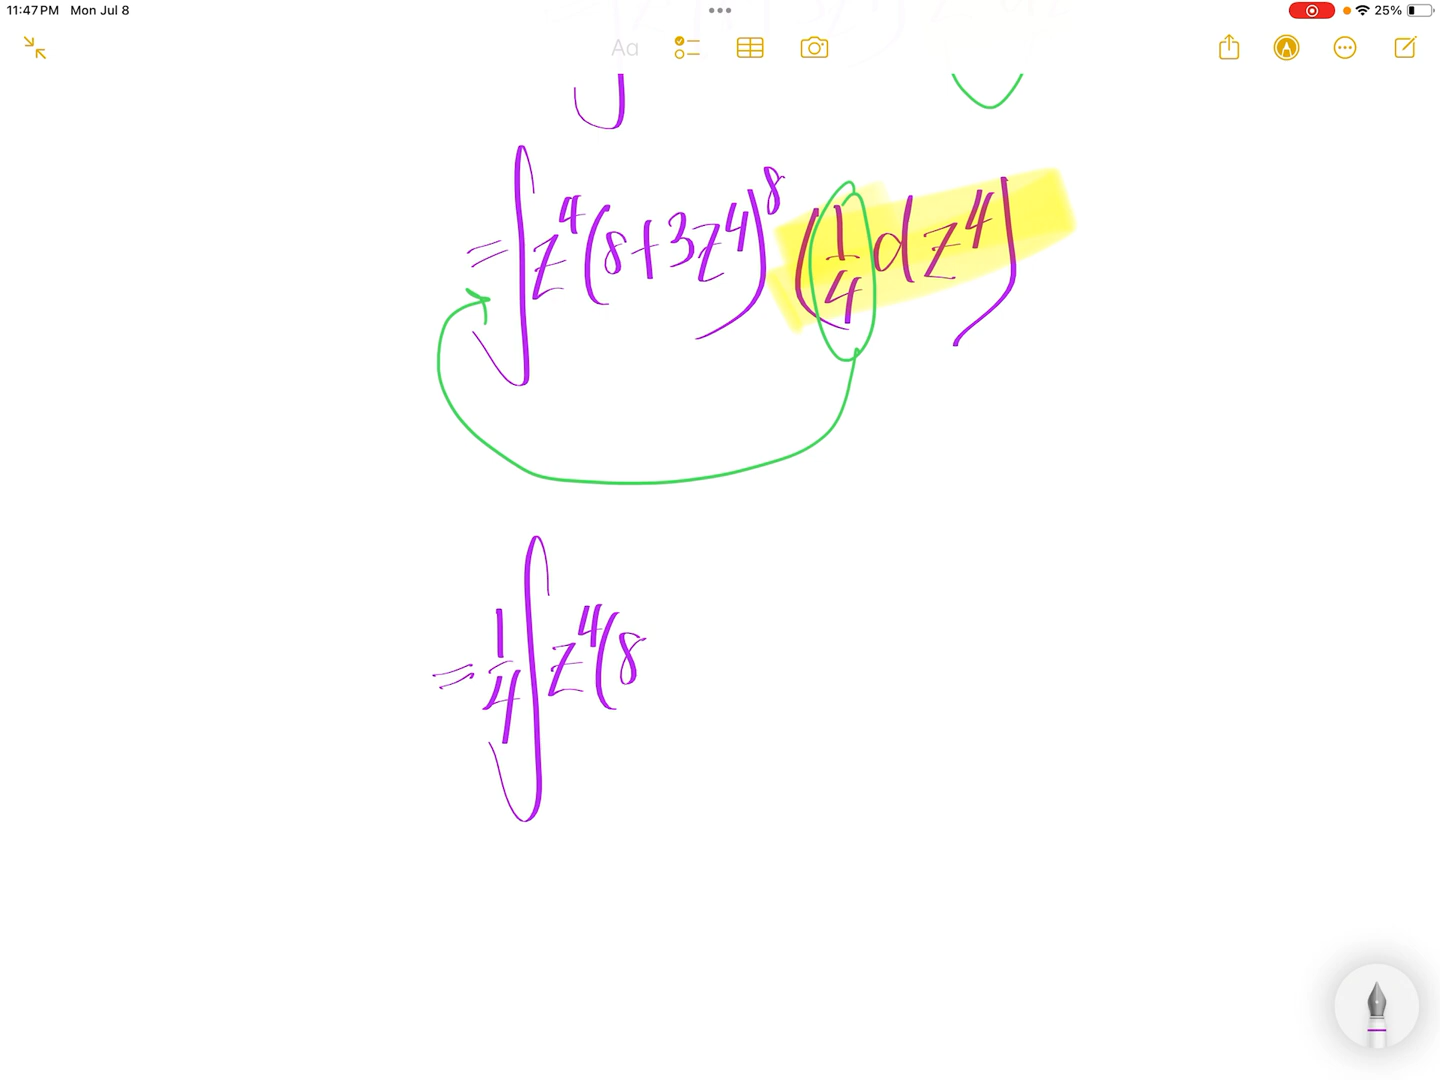 11:47 PM Mon Jul 8 25%
Aa
= ∫ z⁴(8+3z⁴)⁸ (1/4 dz⁴)
= 1/4 ∫ z⁴(8